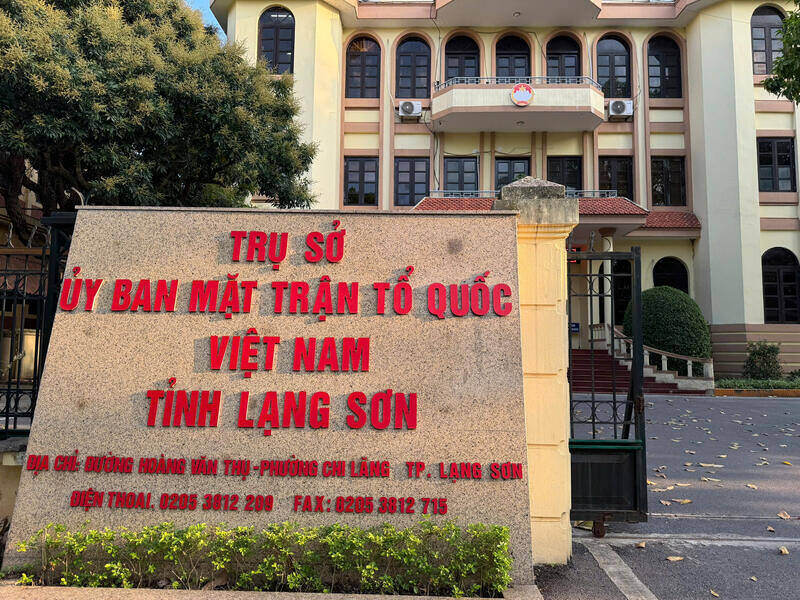 TRỤ SỞ
ỦY BAN MẶT TRẬN TỔ QUỐC
VIỆT NAM
TỈNH LẠNG SƠN
ĐỊA CHỈ: ĐƯỜNG HOÀNG VĂN THỤ - PHƯỜNG CHI LĂNG TP. LẠNG SƠN
ĐIỆN THOẠI. 0205 3812 209 FAX: 0205 3812 715